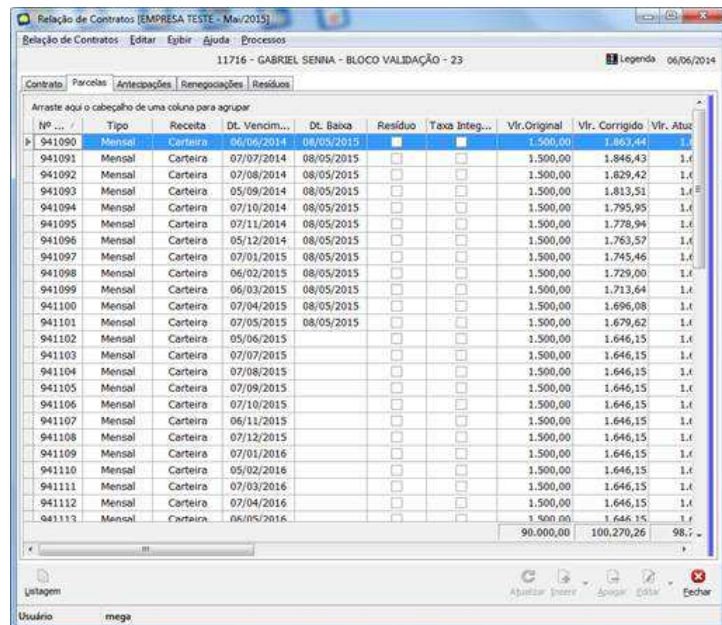 Relação de Contratos [EMPRESA TESTE - Mai/2015]
Relação de Contratos Editar Exibir Ajuda Processos
11716 - GABRIEL SENNA - BLOCO VALIDAÇÃO - 23 Legenda 06/06/2014
Contrato Parcelas Antecipações Renegociações Resíduos
Arraste aqui o cabeçalho de uma coluna para agrupar
Nº ... Tipo Receita Dt. Vencim... Dt. Baixa Resíduo Taxa Integ... Vlr.Original Vlr. Corrigido Vlr. Atua
941090 Mensal Carteira 06/06/2014 08/05/2015 1.500,00 1.863,44
941091 Mensal Carteira 07/07/2014 08/05/2015 1.500,00 1.846,43
941092 Mensal Carteira 07/08/2014 08/05/2015 1.500,00 1.829,42
941093 Mensal Carteira 05/09/2014 08/05/2015 1.500,00 1.813,51
941094 Mensal Carteira 07/10/2014 08/05/2015 1.500,00 1.795,95
941095 Mensal Carteira 07/11/2014 08/05/2015 1.500,00 1.778,94
941096 Mensal Carteira 05/12/2014 08/05/2015 1.500,00 1.763,57
941097 Mensal Carteira 07/01/2015 08/05/2015 1.500,00 1.745,46
941098 Mensal Carteira 06/02/2015 08/05/2015 1.500,00 1.729,00
941099 Mensal Carteira 06/03/2015 08/05/2015 1.500,00 1.713,64
941100 Mensal Carteira 07/04/2015 08/05/2015 1.500,00 1.696,08
941101 Mensal Carteira 07/05/2015 08/05/2015 1.500,00 1.679,62
941102 Mensal Carteira 05/06/2015 1.500,00 1.646,15
941103 Mensal Carteira 07/07/2015 1.500,00 1.646,15
941104 Mensal Carteira 07/08/2015 1.500,00 1.646,15
941105 Mensal Carteira 07/09/2015 1.500,00 1.646,15
941106 Mensal Carteira 07/10/2015 1.500,00 1.646,15
941107 Mensal Carteira 06/11/2015 1.500,00 1.646,15
941108 Mensal Carteira 07/12/2015 1.500,00 1.646,15
941109 Mensal Carteira 07/01/2016 1.500,00 1.646,15
941110 Mensal Carteira 05/02/2016 1.500,00 1.646,15
941111 Mensal Carteira 07/03/2016 1.500,00 1.646,15
941112 Mensal Carteira 07/04/2016 1.500,00 1.646,15
941113 Mensal Carteira 06/05/2016 1.500,00 1.646,15
90.000,00 100.270,26 98.
Listagem Atualizar Inserir Apagar Editar Fechar
Usuário mega